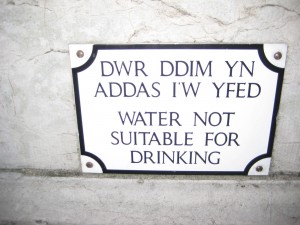 DWR DDIM YN
ADDAS I'W YFED
WATER NOT
SUITABLE FOR
DRINKING